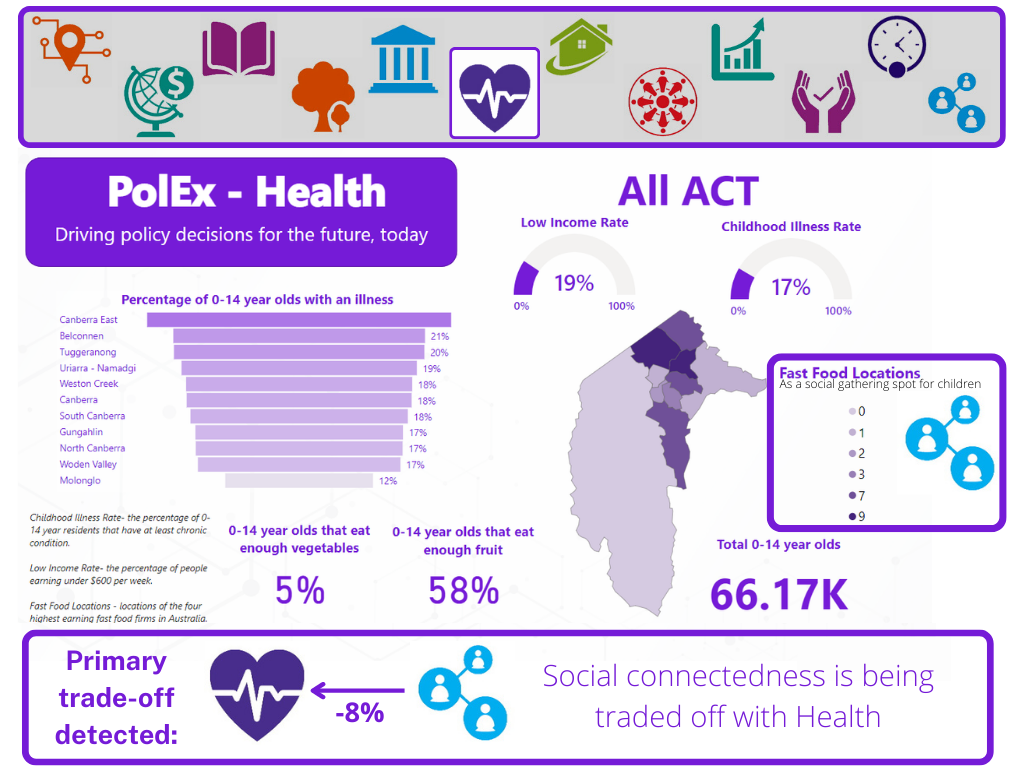 PolEx - Health
Driving policy decisions for the future, today
All ACT
Low Income Rate
19%
0%
100%
Childhood Illness Rate
17%
0%
100%
Percentage of 0-14 year olds with an illness
Canberra East
Belconnen 21%
Tuggeranong 20%
Uriarra - Namadgi 19%
Weston Creek 18%
Canberra 18%
South Canberra 18%
Gungahlin 17%
North Canberra 17%
Woden Valley 17%
Molonglo 12%
Fast Food Locations
As a social gathering spot for children
0
1
2
3
7
9
Childhood Illness Rate- the percentage of 0-
14 year residents that have at least chronic
condition.
Low Income Rate- the percentage of people
earning under $600 per week.
Fast Food Locations - locations of the four
highest earning fast food firms in Australia.
0-14 year olds that eat
enough vegetables
5%
0-14 year olds that eat
enough fruit
58%
Total 0-14 year olds
66.17K
Primary
trade-off
detected:
-8%
Social connectedness is being
traded off with Health